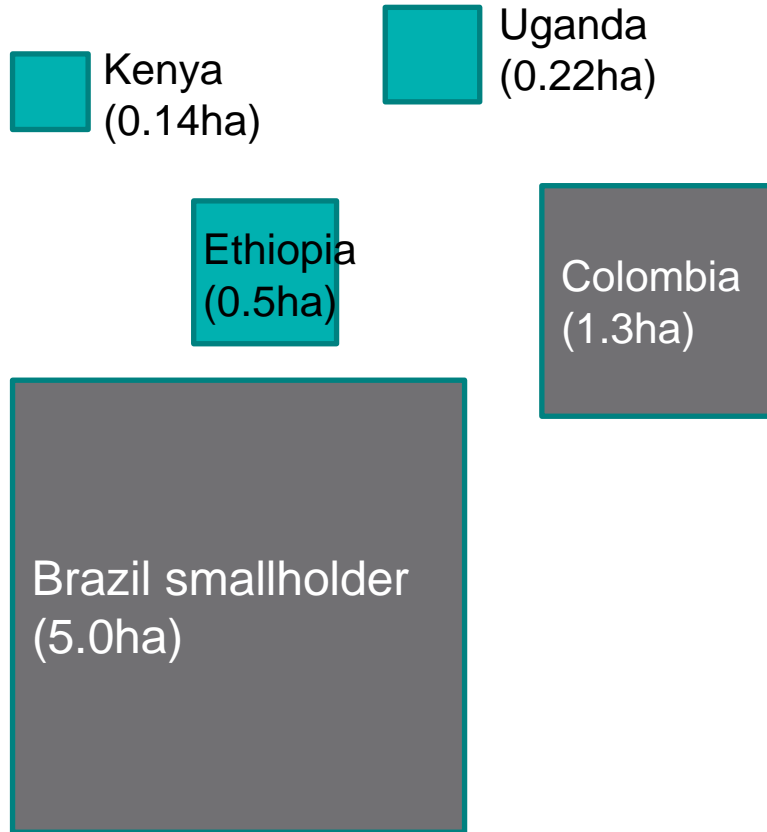 Kenya
(0.14ha)
Uganda
(0.22ha)
Ethiopia
(0.5ha)
Colombia
(1.3ha)
Brazil smallholder
(5.0ha)